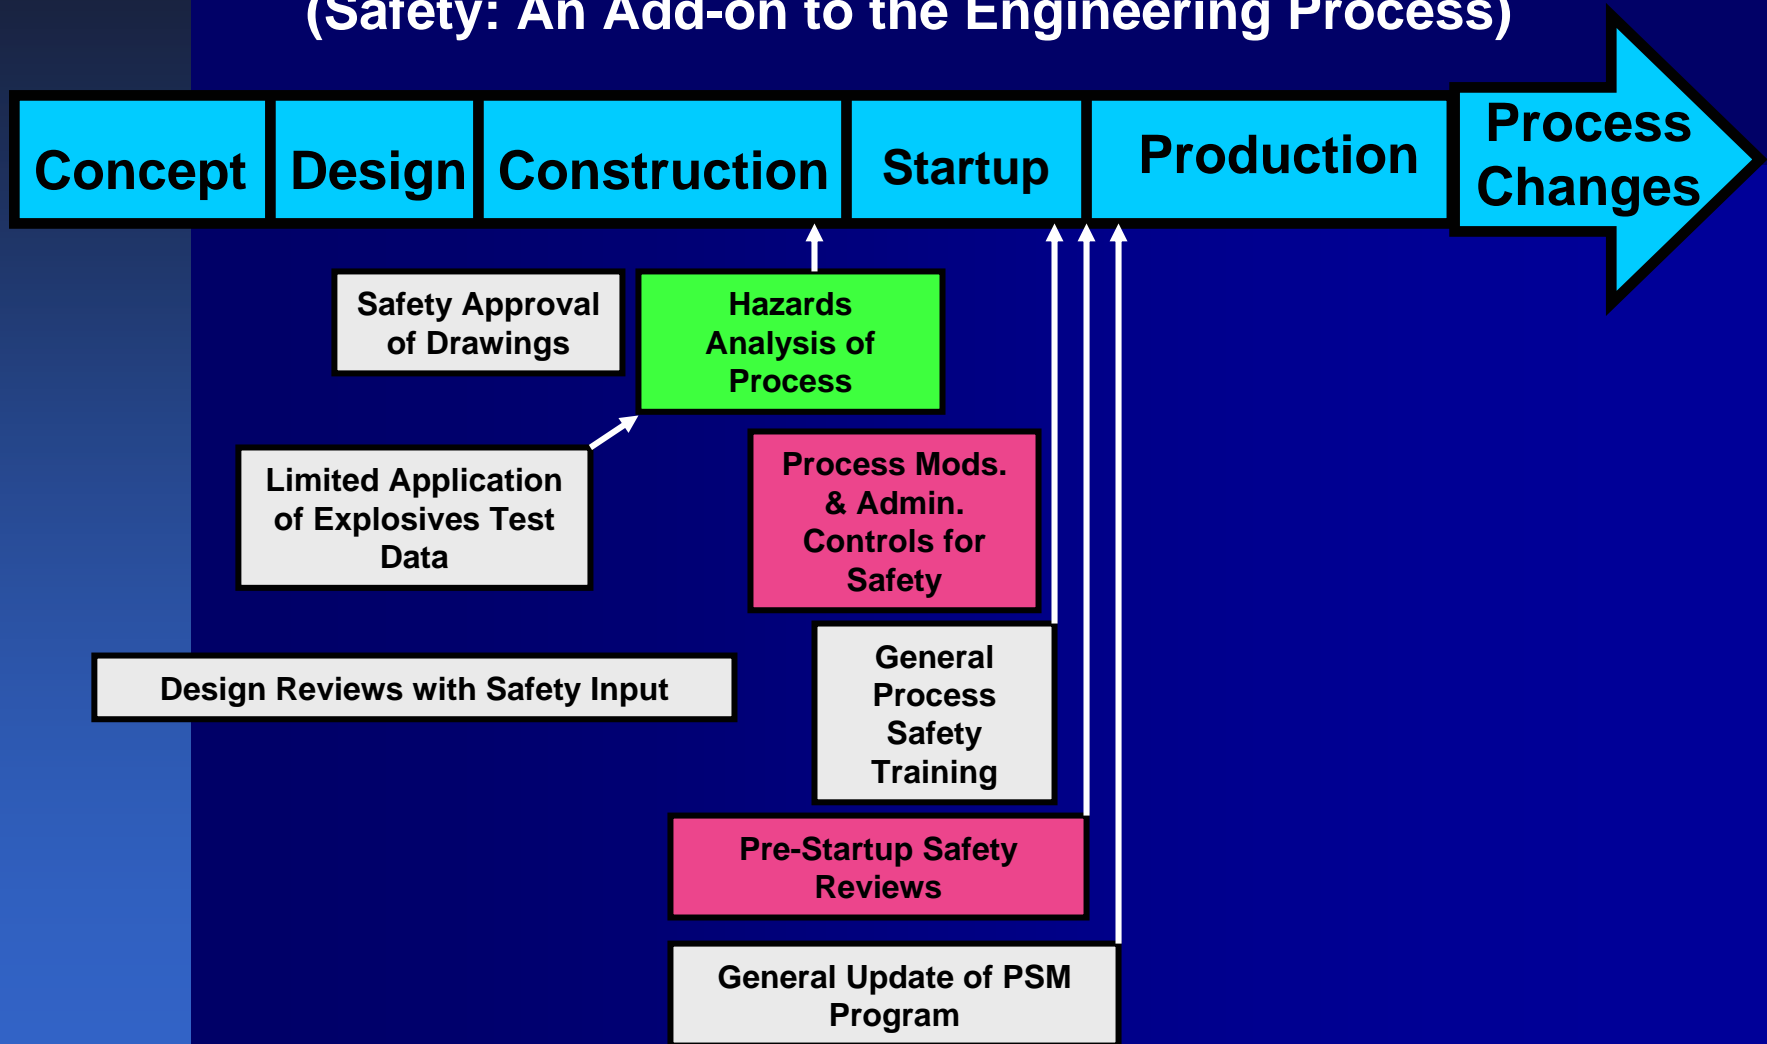 (Safety: An Add-on to the Engineering Process)
Concept
Design
Construction
Startup
Production
Process
Changes
Safety Approval
of Drawings
Hazards
Analysis of
Process
Limited Application
of Explosives Test
Data
Process Mods.
& Admin.
Controls for
Safety
General
Process
Safety
Training
Design Reviews with Safety Input
Pre-Startup Safety
Reviews
General Update of PSM
Program